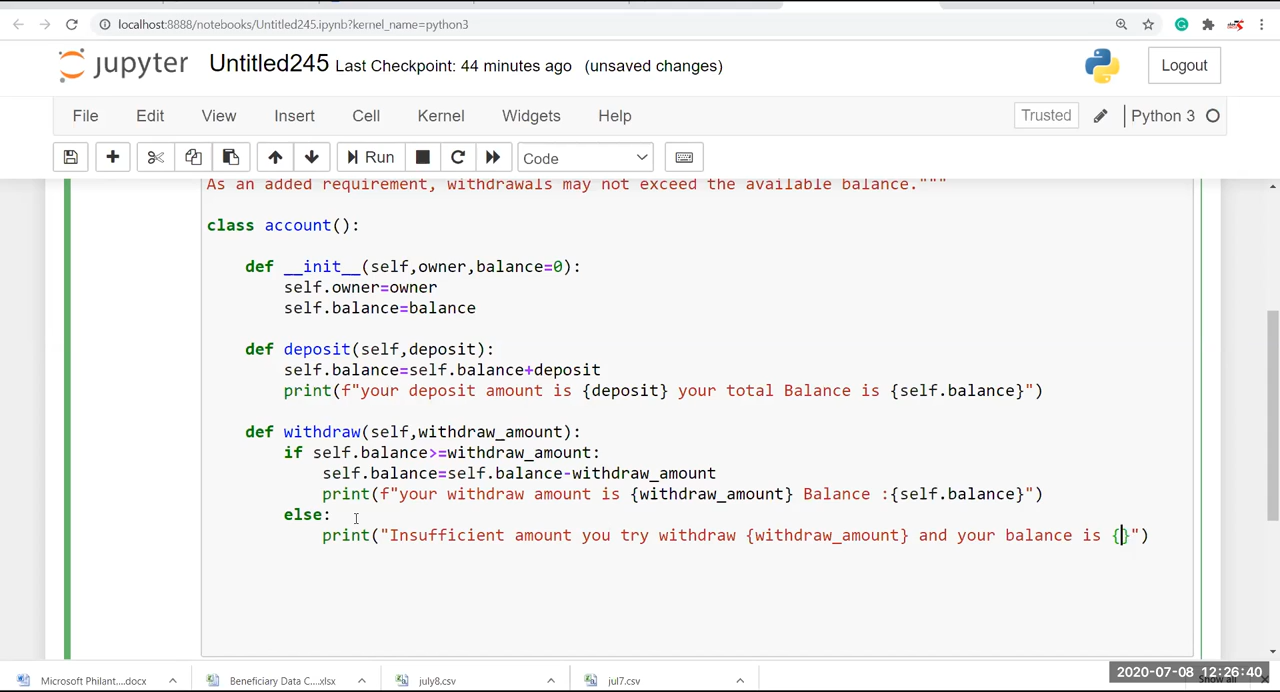 localhost:8888/notebooks/Untitled245.ipynb?kernel_name=python3
jupyter Untitled245 Last Checkpoint: 44 minutes ago (unsaved changes) Logout
File Edit View Insert Cell Kernel Widgets Help Trusted Python 3
Run Code
As an added requirement, withdrawals may not exceed the available balance."""
class account():
def __init__(self,owner,balance=0):
self.owner=owner
self.balance=balance
def deposit(self,deposit):
self.balance=self.balance+deposit
print(f"your deposit amount is {deposit} your total Balance is {self.balance}")
def withdraw(self,withdraw_amount):
if self.balance>=withdraw_amount:
self.balance=self.balance-withdraw_amount
print(f"your withdraw amount is {withdraw_amount} Balance :{self.balance}")
else:
print("Insufficient amount you try withdraw {withdraw_amount} and your balance is {}")
Microsoft Philant....docx Beneficiary Data C....xlsx july8.csv jul7.csv Show all
2020-07-08 12:26:40